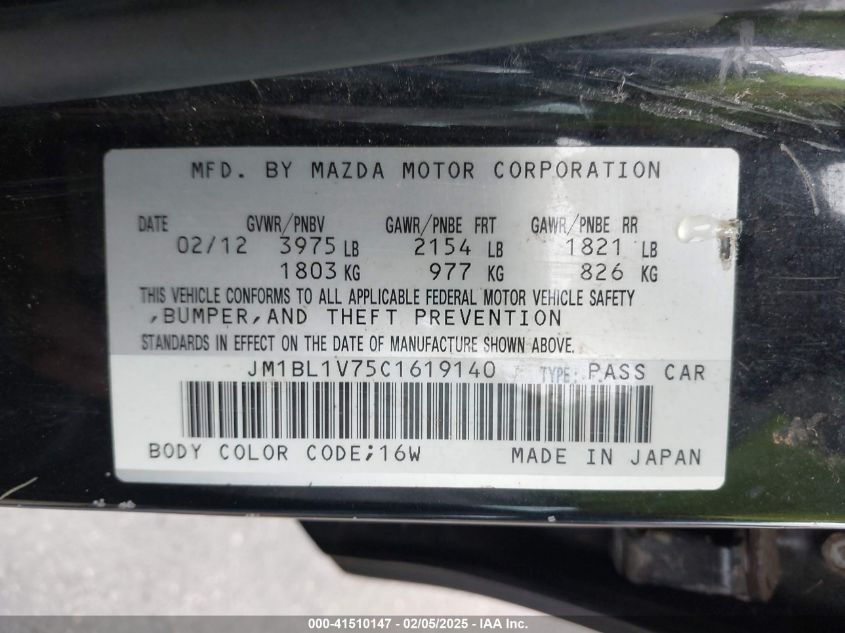 MFD. BY MAZDA MOTOR CORPORATION
DATE GVWR/PNBV GAWR/PNBE FRT GAWR/PNBE RR
02/12 3975 LB 2154 LB 1821 LB
1803 KG 977 KG 826 KG
THIS VEHICLE CONFORMS TO ALL APPLICABLE FEDERAL MOTOR VEHICLE SAFETY
,BUMPER,AND THEFT PREVENTION
STANDARDS IN EFFECT ON THE DATE OF MANUFACTURE SHOWN ABOVE.
JM1BL1V75C1619140 TYPE: PASS CAR
BODY COLOR CODE;16W MADE IN JAPAN
000-41510147 - 02/05/2025 - IAA Inc.